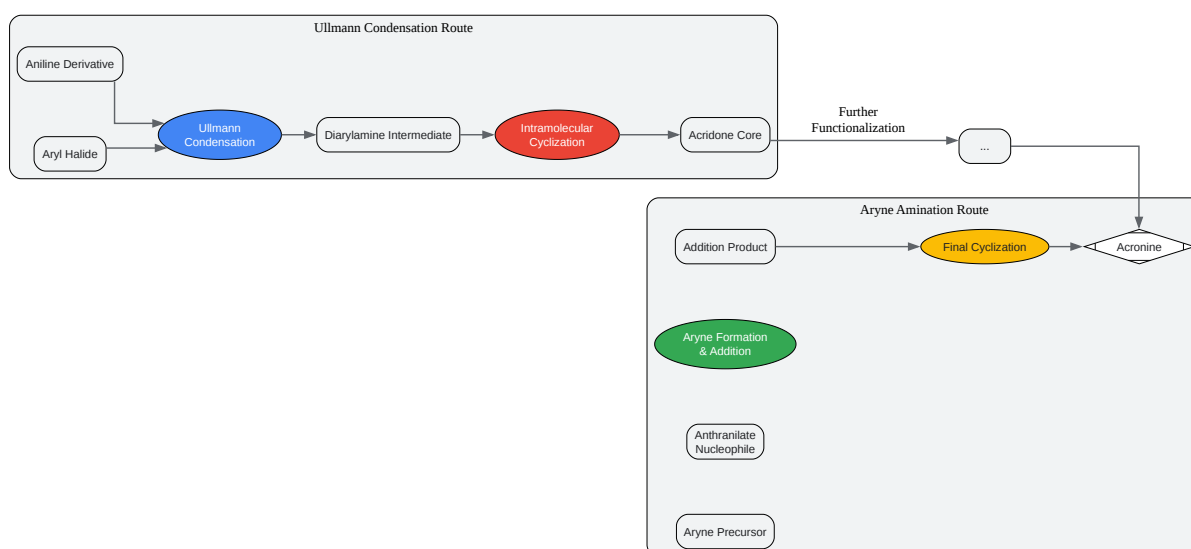 Ullmann Condensation Route
Aniline Derivative
Aryl Halide
Ullmann
Condensation
Diarylamine Intermediate
Intramolecular
Cyclization
Acridone Core
Further
Functionalization
...
Aryne Amination Route
Addition Product
Final Cyclization
Acronine
Aryne Formation
& Addition
Anthranilate
Nucleophile
Aryne Precursor